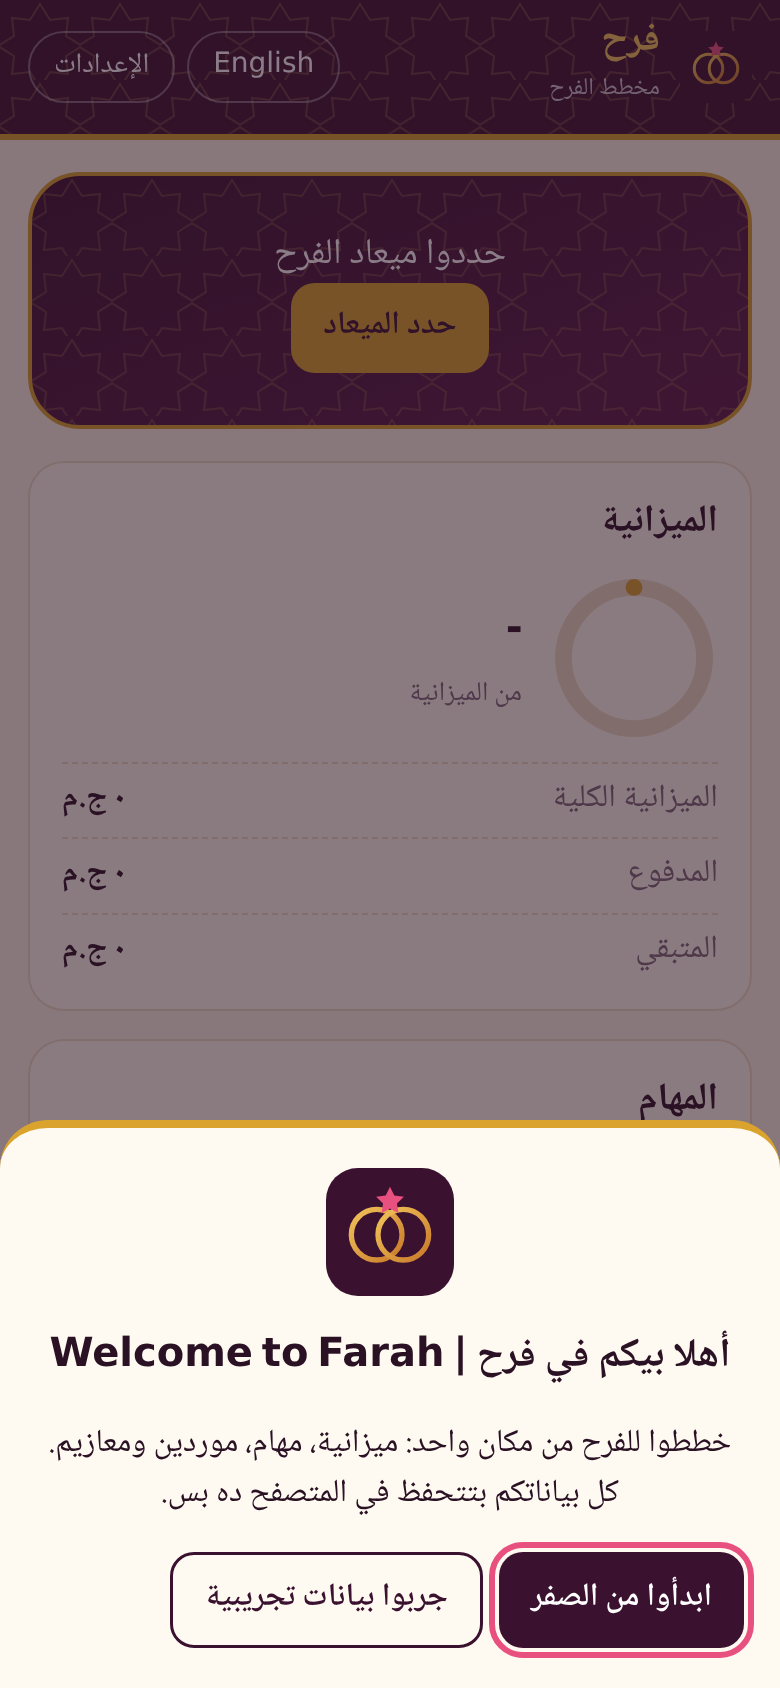 فرح
مخطط الفرح
English
الإعدادات
حددوا ميعاد الفرح
حدد الميعاد
الميزانية
-
من الميزانية
الميزانية الكلية
٠ ج.م
المدفوع
٠ ج.م
المتبقي
٠ ج.م
المهام
أهلا بيكم في فرح | Welcome to Farah
خططوا للفرح من مكان واحد: ميزانية، مهام، موردين ومعازيم.
كل بياناتكم بتتحفظ في المتصفح ده بس.
ابدأوا من الصفر
جربوا بيانات تجريبية